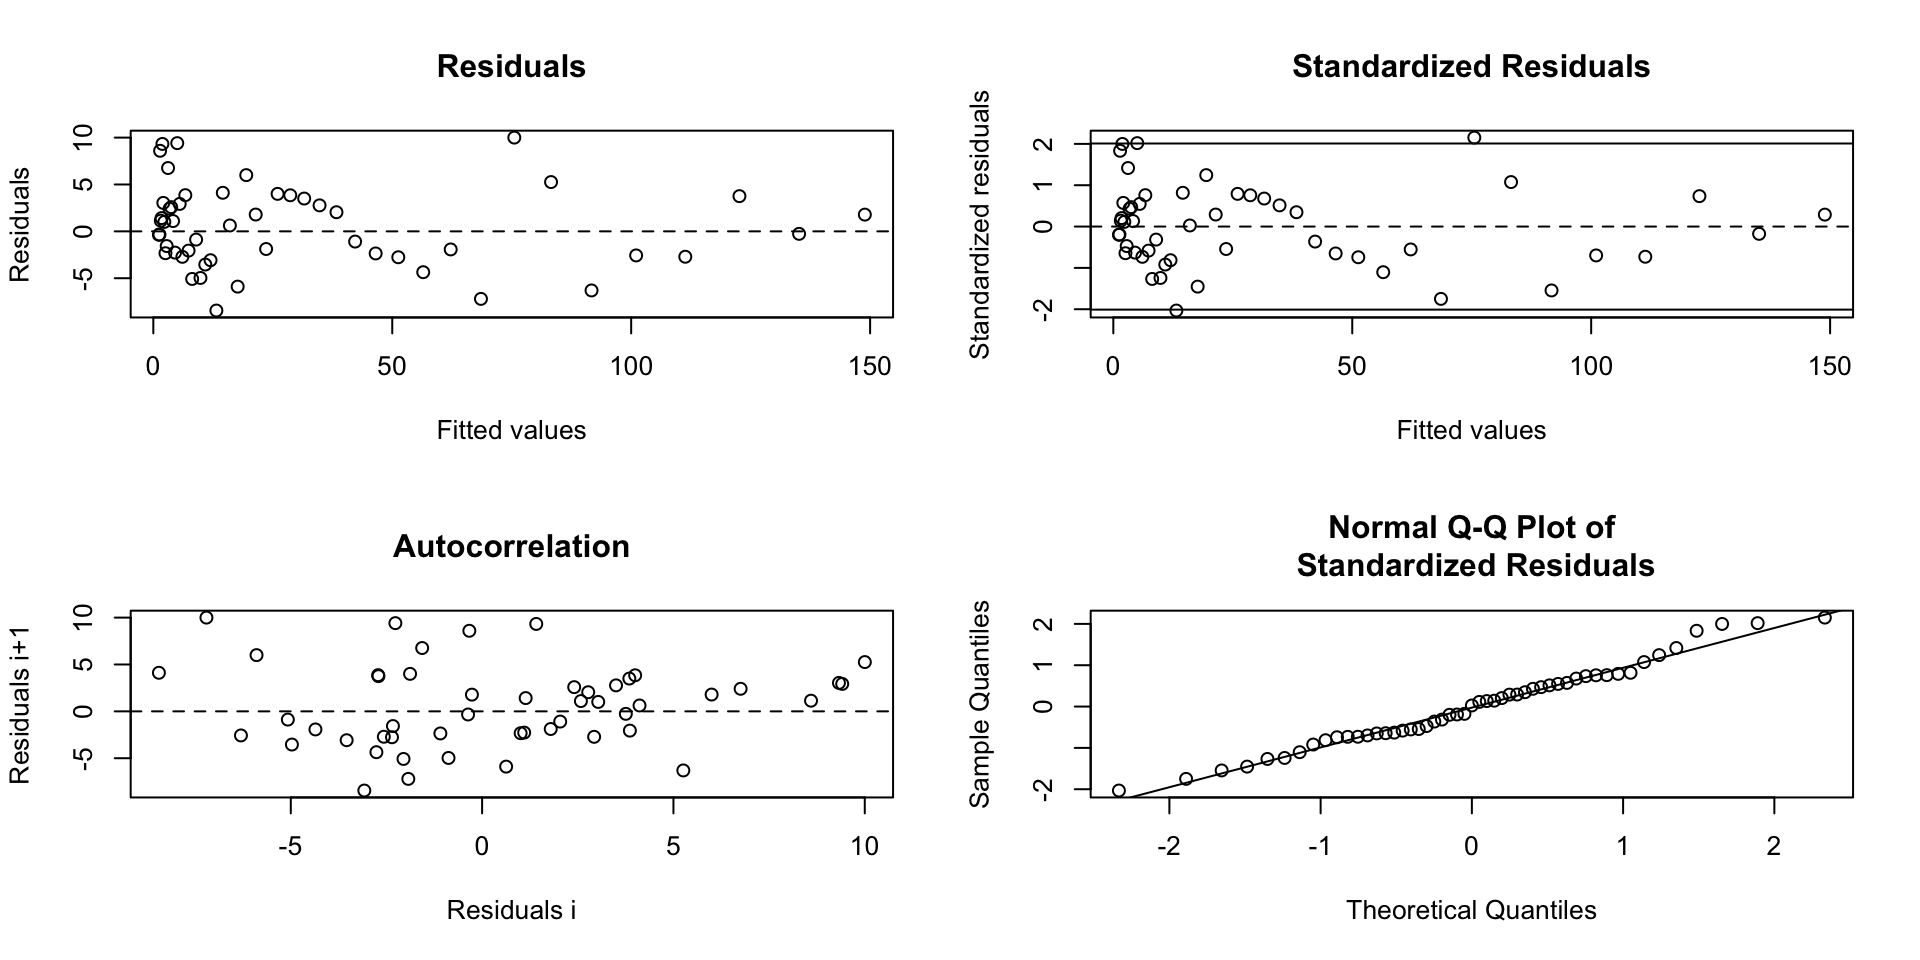 Residuals
Residuals
10
5
0
-5
0 50 100 150
Fitted values
Standardized Residuals
Standardized residuals
2
1
0
-2
0 50 100 150
Fitted values
Autocorrelation
Residuals i+1
10
5
0
-5
-5 0 5 10
Residuals i
Normal Q-Q Plot of
Standardized Residuals
Sample Quantiles
2
1
0
-2
-2 -1 0 1 2
Theoretical Quantiles